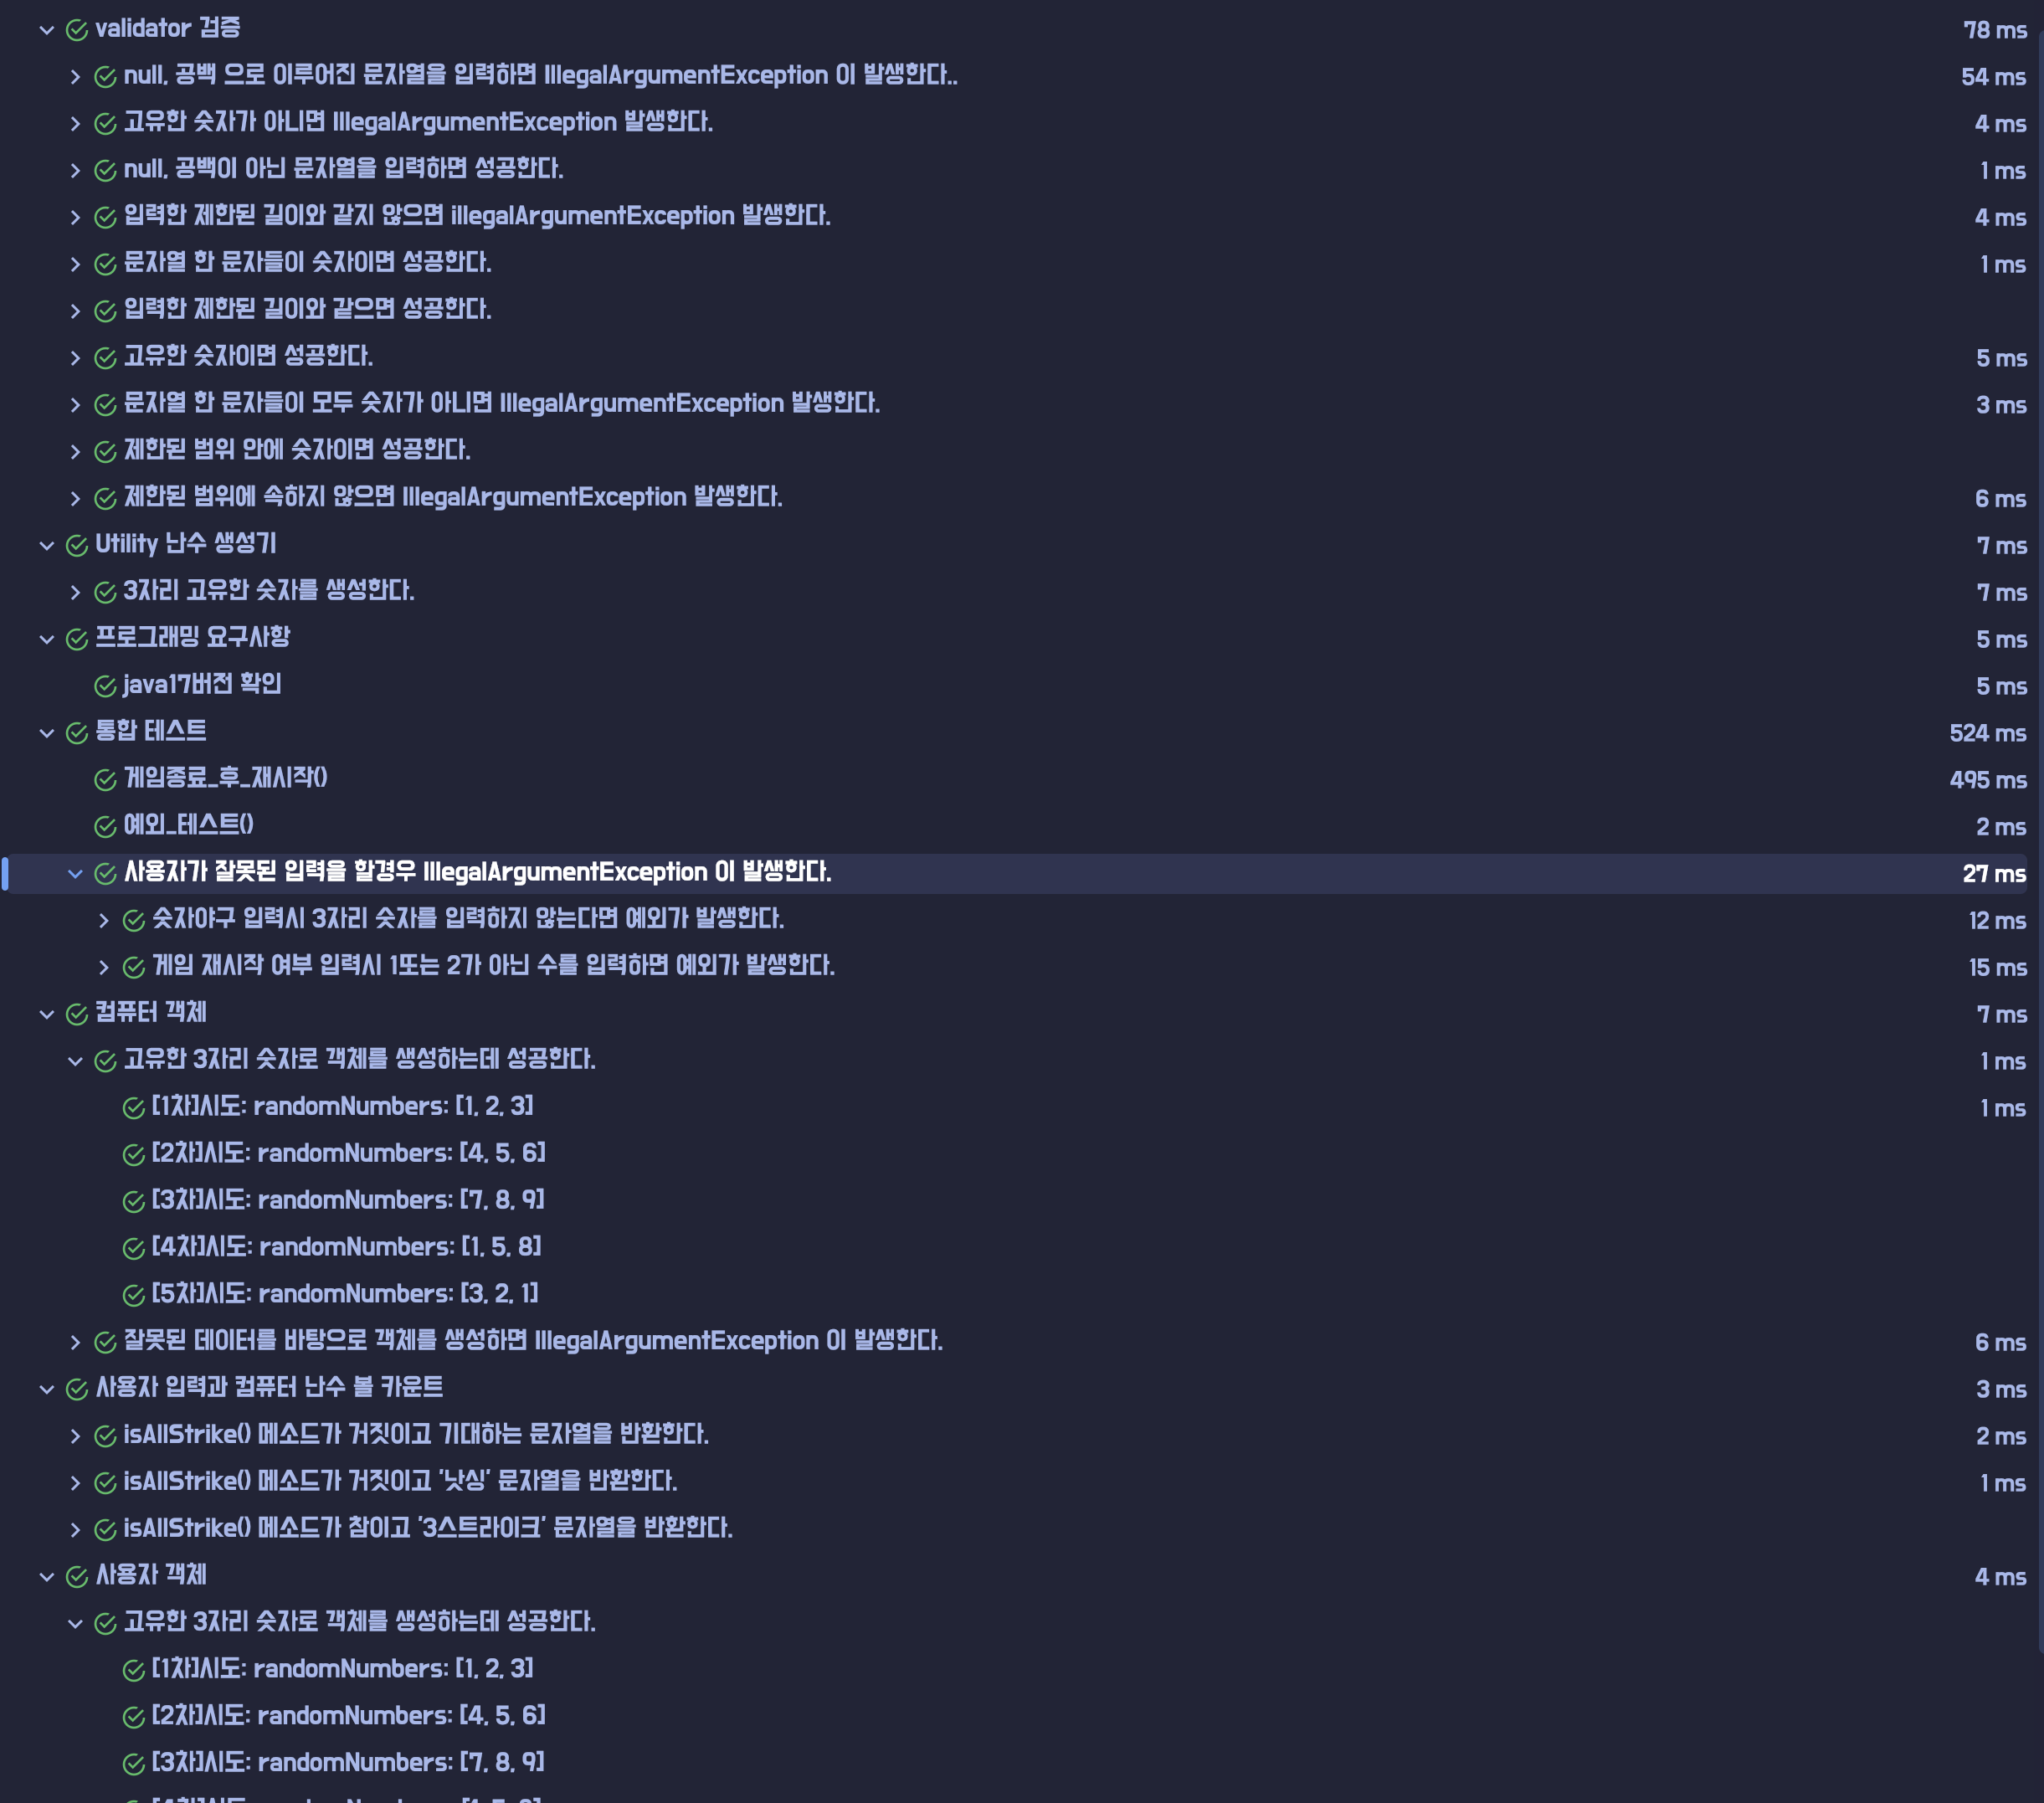 validator 검증 78 ms
null, 공백 으로 이루어진 문자열을 입력하면 IllegalArgumentException 이 발생한다.. 54 ms
고유한 숫자가 아니면 IllegalArgumentException 발생한다. 4 ms
null, 공백이 아닌 문자열을 입력하면 성공한다. 1 ms
입력한 제한된 길이와 같지 않으면 illegalArgumentException 발생한다. 4 ms
문자열 한 문자들이 숫자이면 성공한다. 1 ms
입력한 제한된 길이와 같으면 성공한다.
고유한 숫자이면 성공한다. 5 ms
문자열 한 문자들이 모두 숫자가 아니면 IllegalArgumentException 발생한다. 3 ms
제한된 범위 안에 숫자이면 성공한다.
제한된 범위에 속하지 않으면 IllegalArgumentException 발생한다. 6 ms
Utility 난수 생성기 7 ms
3자리 고유한 숫자를 생성한다. 7 ms
프로그래밍 요구사항 5 ms
java17버전 확인 5 ms
통합 테스트 524 ms
게임종료_후_재시작() 495 ms
예외_테스트() 2 ms
사용자가 잘못된 입력을 할경우 IllegalArgumentException 이 발생한다. 27 ms
숫자야구 입력시 3자리 숫자를 입력하지 않는다면 예외가 발생한다. 12 ms
게임 재시작 여부 입력시 1또는 2가 아닌 수를 입력하면 예외가 발생한다. 15 ms
컴퓨터 객체 7 ms
고유한 3자리 숫자로 객체를 생성하는데 성공한다. 1 ms
[1차]시도: randomNumbers: [1, 2, 3] 1 ms
[2차]시도: randomNumbers: [4, 5, 6]
[3차]시도: randomNumbers: [7, 8, 9]
[4차]시도: randomNumbers: [1, 5, 8]
[5차]시도: randomNumbers: [3, 2, 1]
잘못된 데이터를 바탕으로 객체를 생성하면 IllegalArgumentException 이 발생한다. 6 ms
사용자 입력과 컴퓨터 난수 볼 카운트 3 ms
isAllStrike() 메소드가 거짓이고 기대하는 문자열을 반환한다. 2 ms
isAllStrike() 메소드가 거짓이고 '낫싱' 문자열을 반환한다. 1 ms
isAllStrike() 메소드가 참이고 '3스트라이크' 문자열을 반환한다.
사용자 객체 4 ms
고유한 3자리 숫자로 객체를 생성하는데 성공한다.
[1차]시도: randomNumbers: [1, 2, 3]
[2차]시도: randomNumbers: [4, 5, 6]
[3차]시도: randomNumbers: [7, 8, 9]